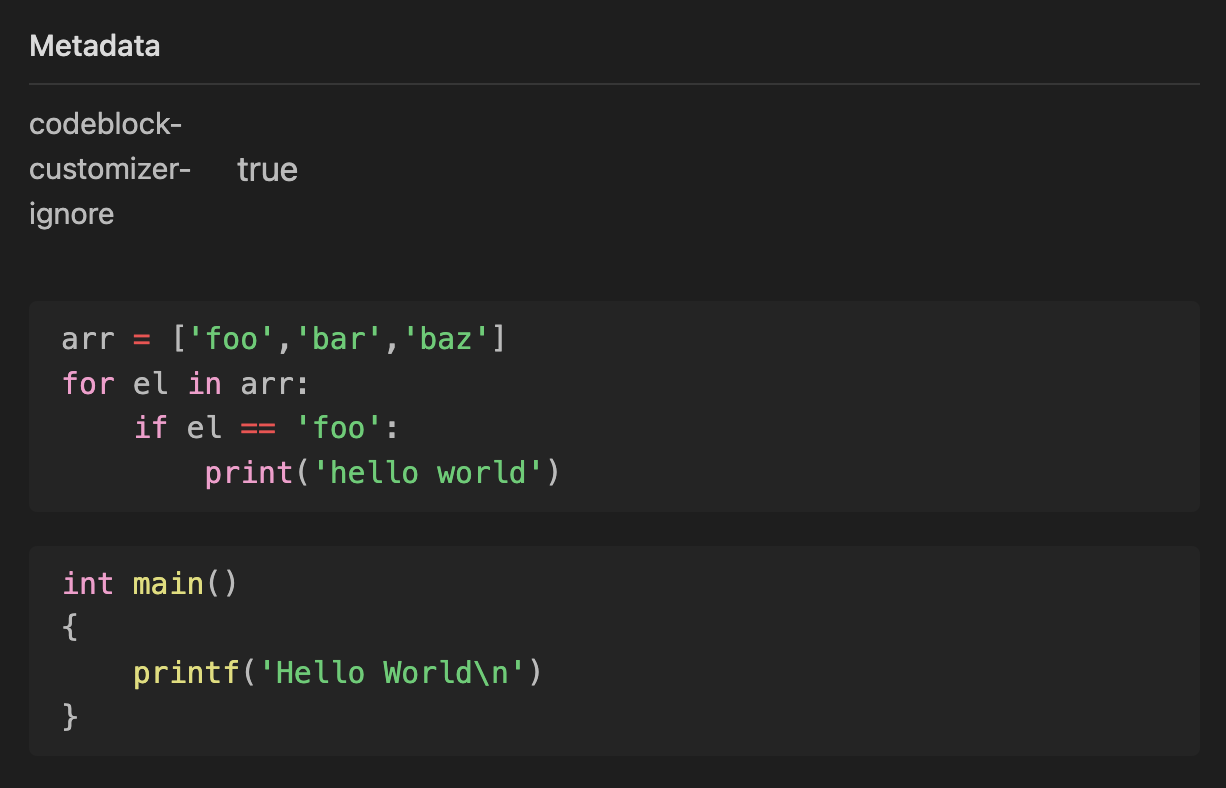 Metadata
codeblock-
customizer-   true
ignore
arr = ['foo','bar','baz']
for el in arr:
    if el == 'foo':
        print('hello world')
int main()
{
    printf('Hello World\n')
}